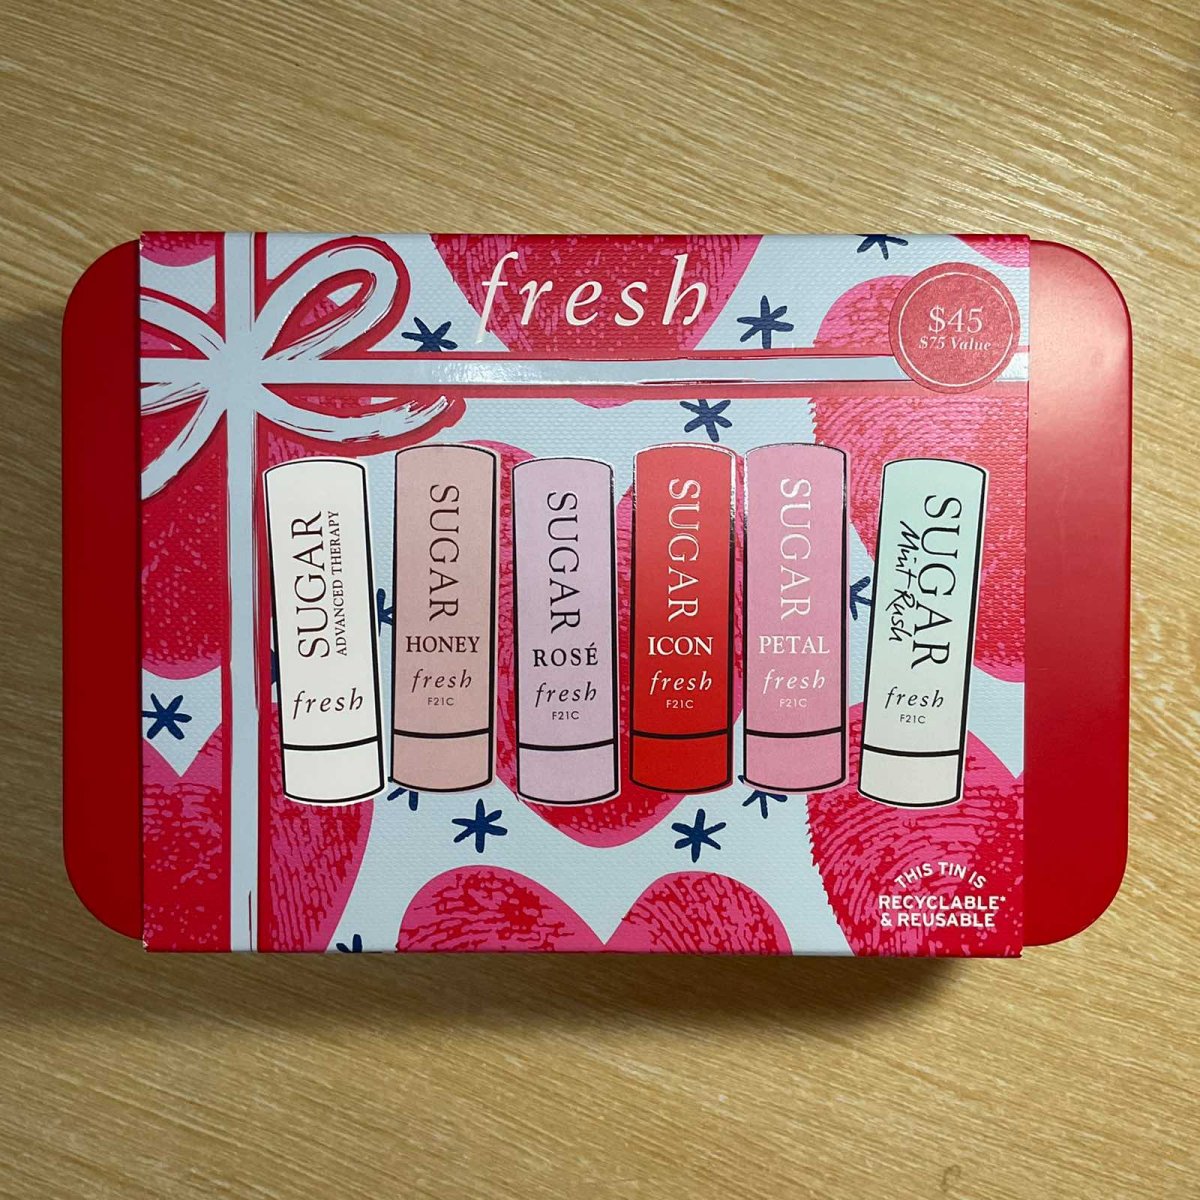 fresh
$45
$75 Value
SUGAR
ADVANCED THERAPY
fresh
SUGAR
HONEY
fresh
F21C
SUGAR
ROSÉ
fresh
F21C
SUGAR
ICON
fresh
F21C
SUGAR
PETAL
fresh
F21C
SUGAR
Mint Rush
fresh
F21C
THIS TIN IS
RECYCLABLE*
& REUSABLE